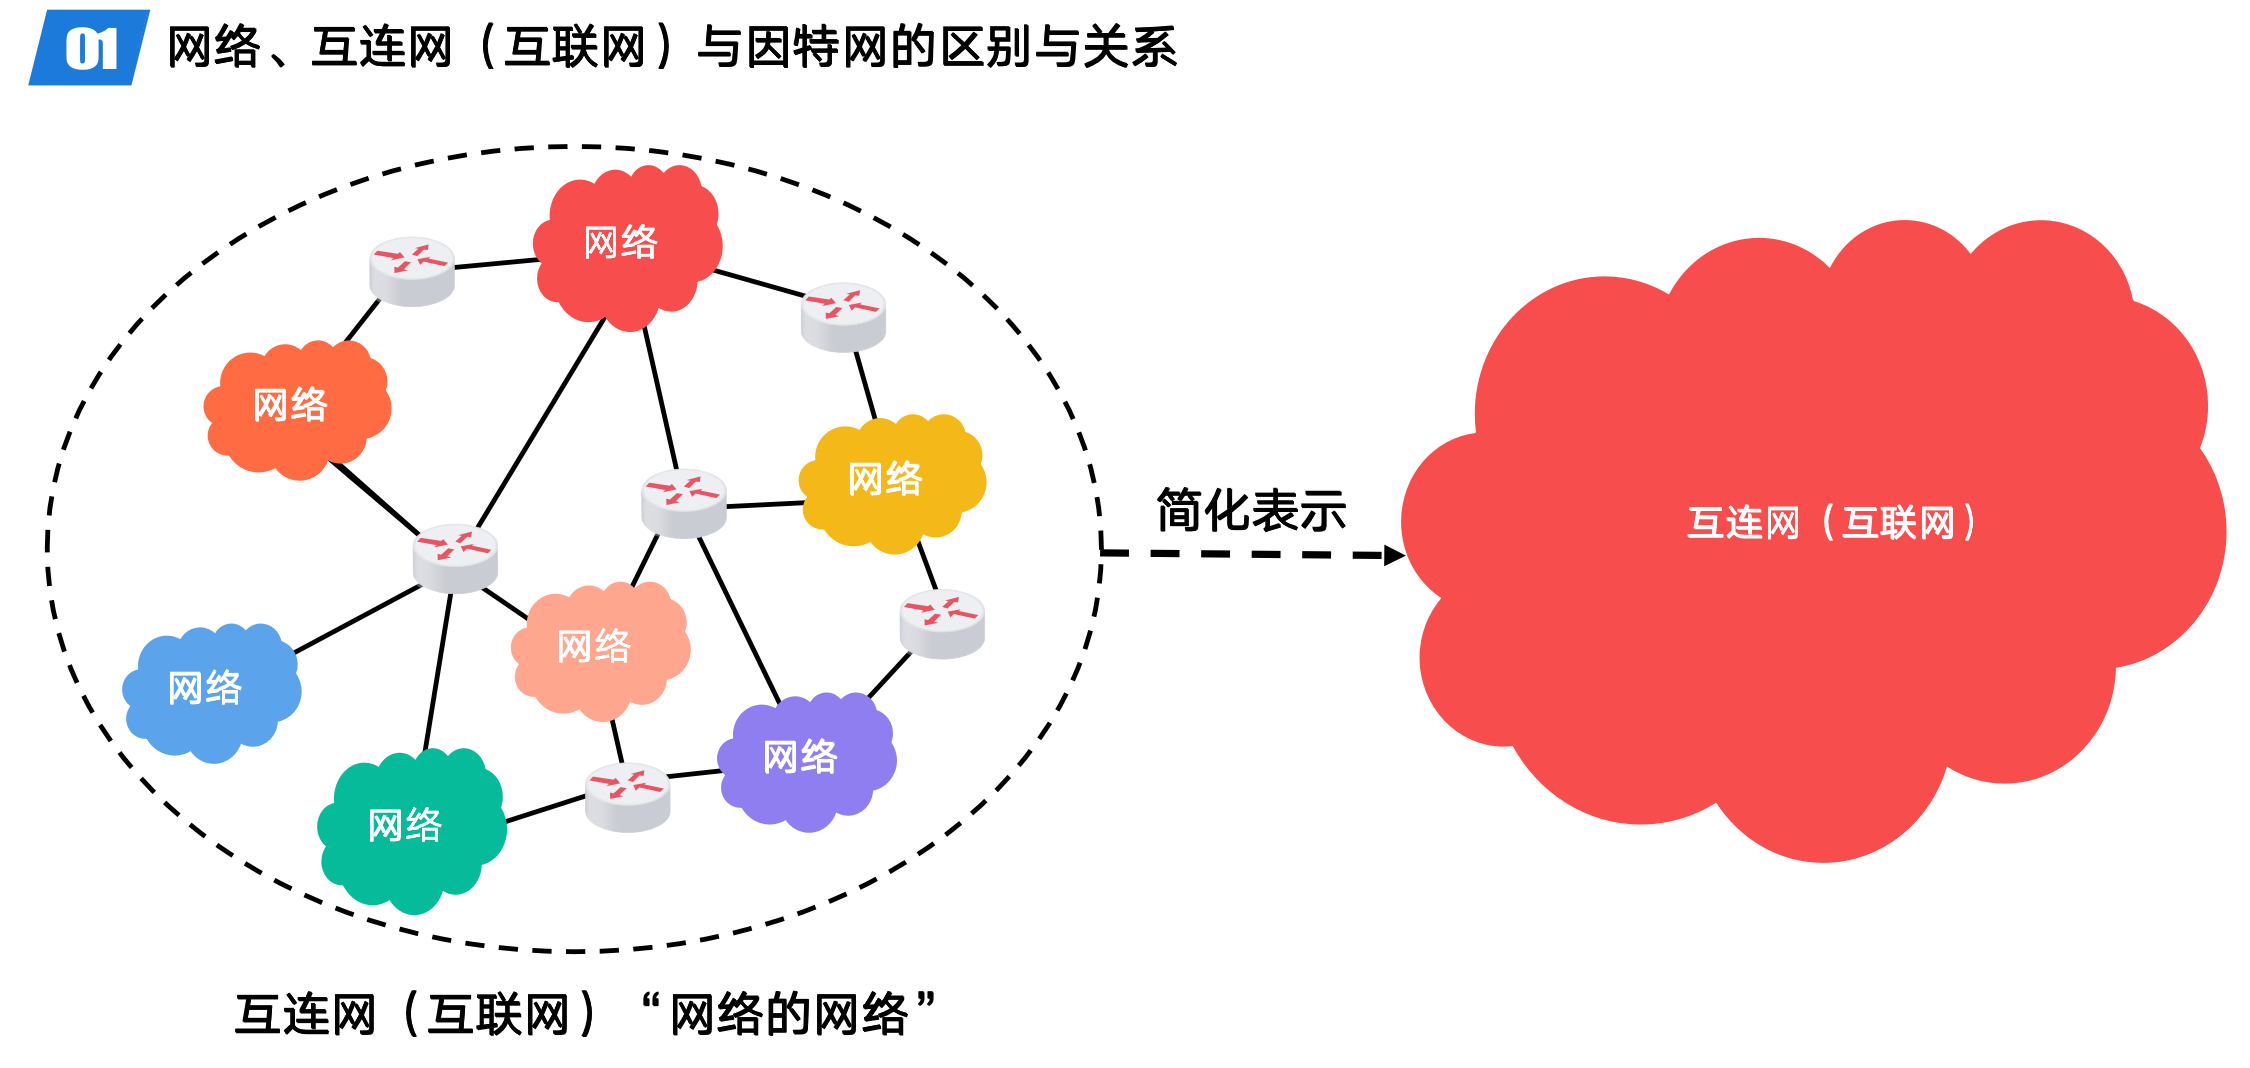 01 网络、互连网（互联网）与因特网的区别与关系
网络
网络
网络
网络
网络
网络
网络
简化表示
互连网（互联网）
互连网（互联网）“网络的网络”